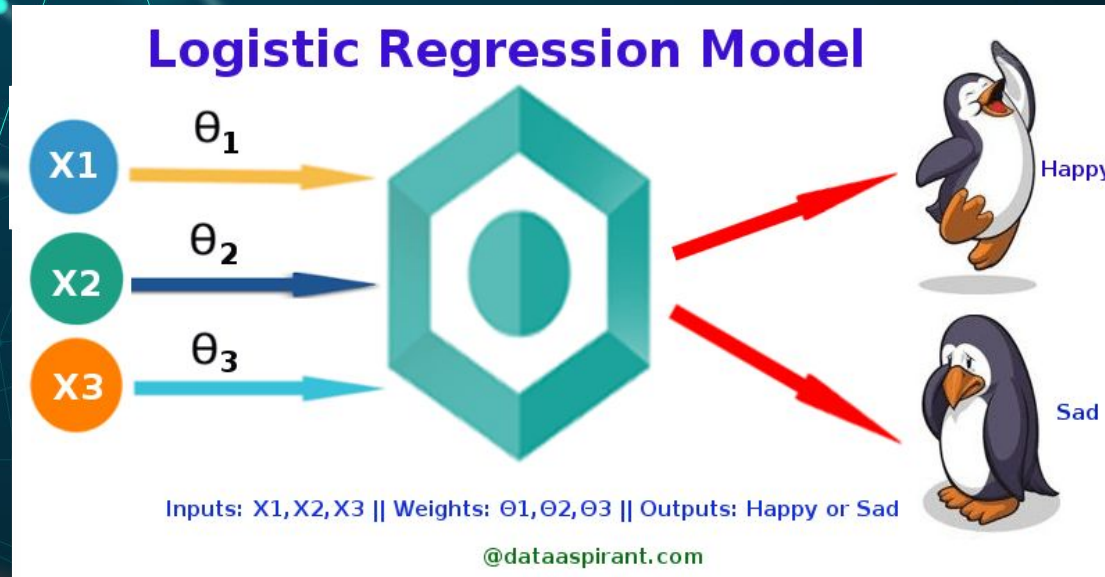 Logistic Regression Model
X1
θ1
X2
θ2
X3
θ3
Happy
Sad
Inputs: X1,X2,X3 || Weights: Θ1,Θ2,Θ3 || Outputs: Happy or Sad
@dataaspirant.com